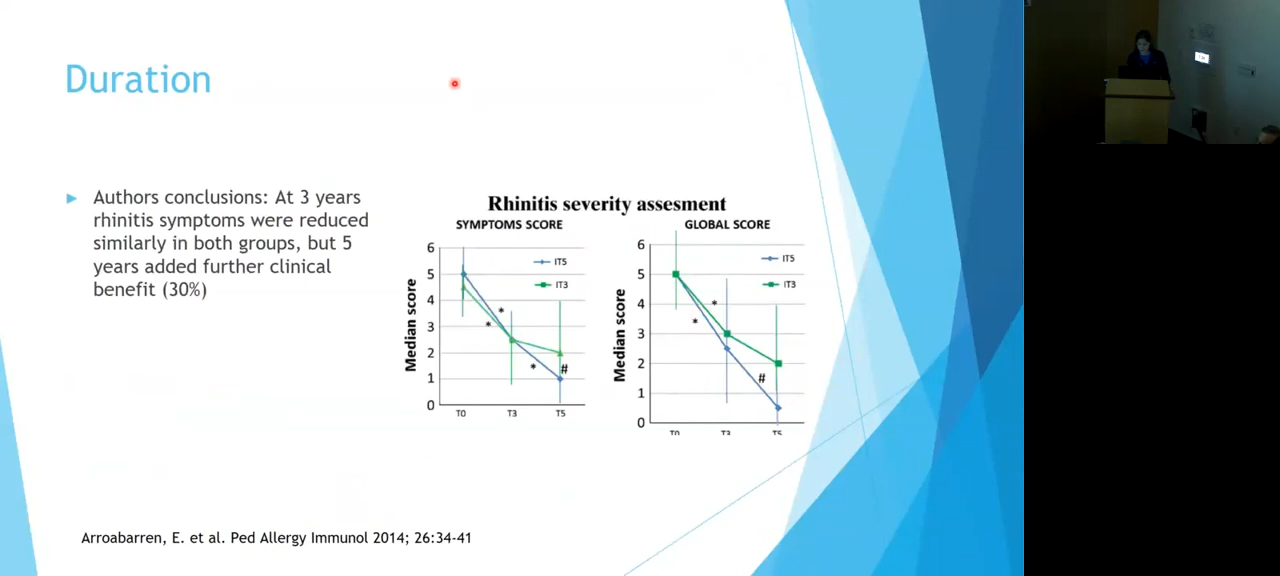 Duration
Authors conclusions: At 3 years
rhinitis symptoms were reduced
similarly in both groups, but 5
years added further clinical
benefit (30%)
Rhinitis severity assesment
SYMPTOMS SCORE
Median score
6
5
4
3
2
1
0
IT5
IT3
*
*
*
#
T0
T3
T5
GLOBAL SCORE
Median score
6
5
4
3
2
1
0
IT5
IT3
*
*
#
T0
T3
T5
Arroabarren, E. et al. Ped Allergy Immunol 2014; 26:34-41